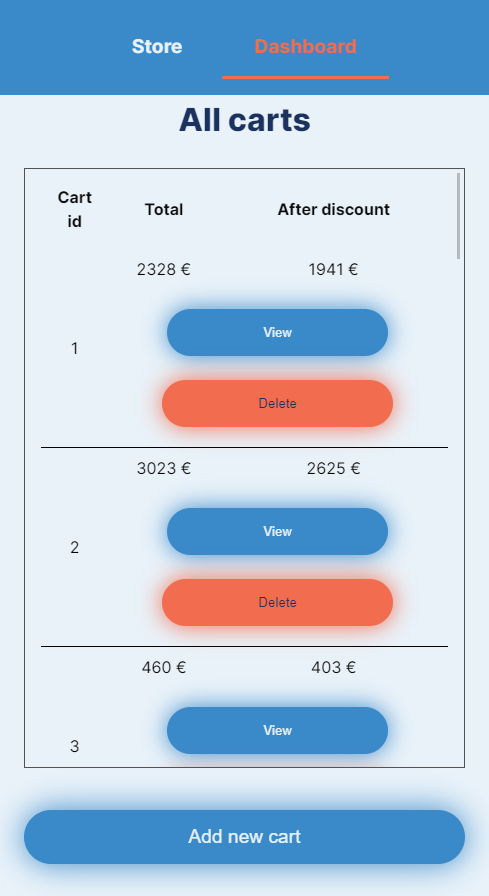 Store Dashboard
All carts
Cart id Total After discount
2328 € 1941 €
1
View
Delete
3023 € 2625 €
2
View
Delete
460 € 403 €
3
View
Add new cart